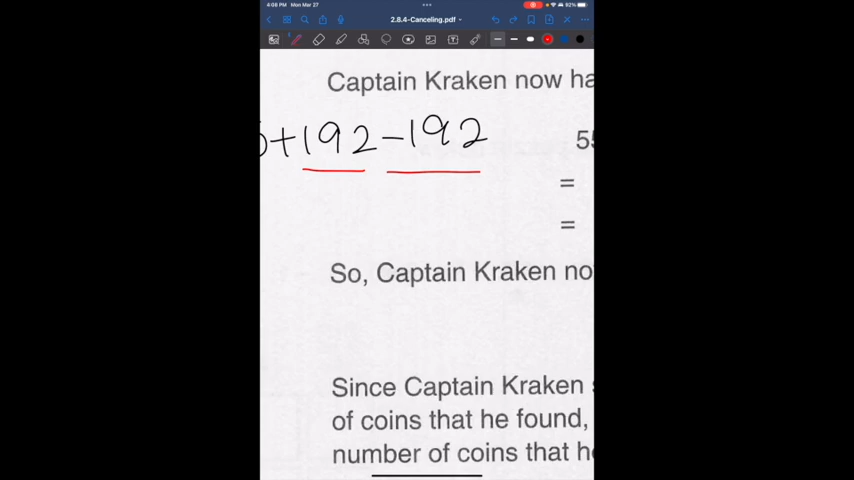 4:08 PM Mon Mar 27
92%
2.8.4-Canceling.pdf
Captain Kraken now ha
+192-192
55
=
=
So, Captain Kraken no
Since Captain Kraken
of coins that he found,
number of coins that he